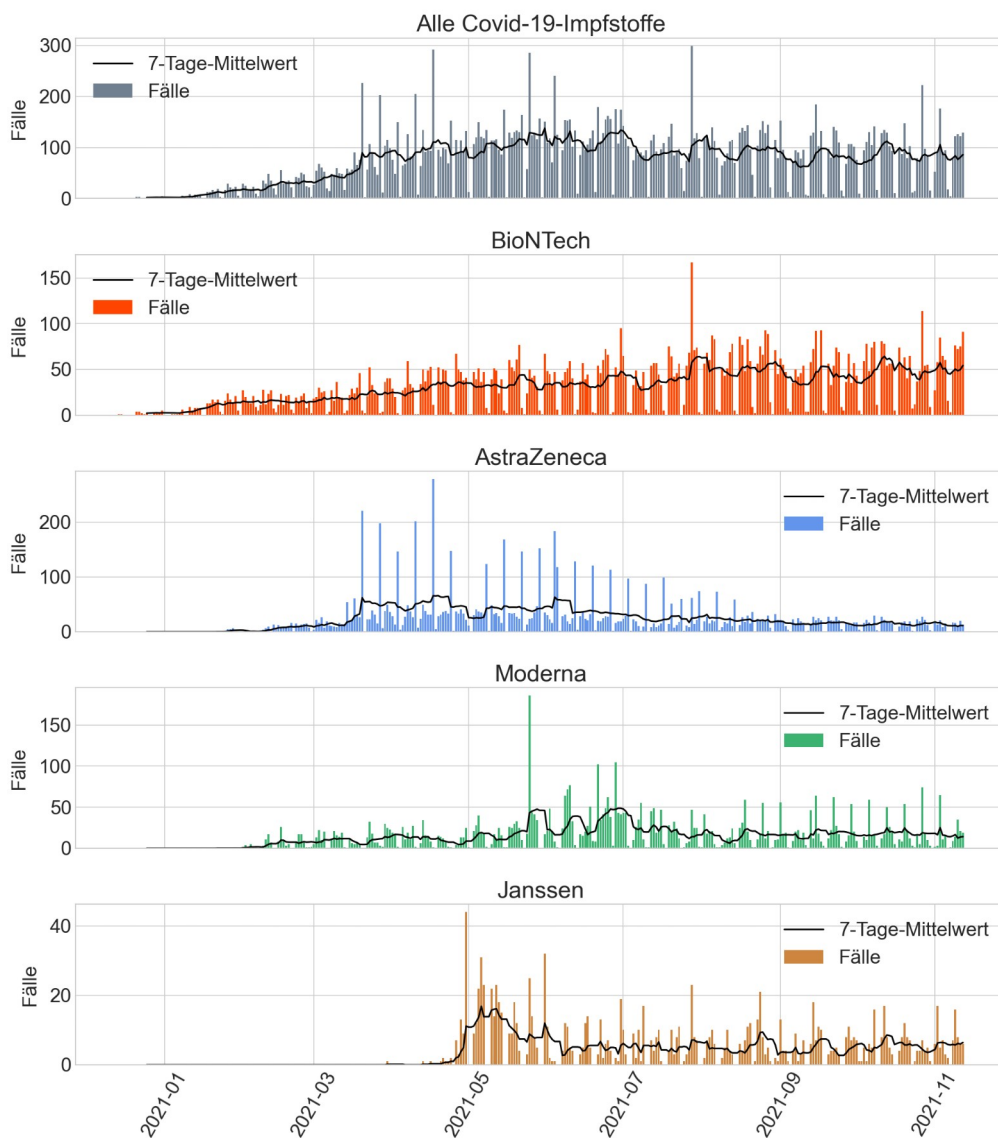 Alle Covid-19-Impfstoffe
300
200
100
0
Fälle
7-Tage-Mittelwert
Fälle
BioNTech
150
100
50
0
Fälle
7-Tage-Mittelwert
Fälle
AstraZeneca
200
100
0
Fälle
7-Tage-Mittelwert
Fälle
Moderna
150
100
50
0
Fälle
7-Tage-Mittelwert
Fälle
Janssen
40
20
0
Fälle
7-Tage-Mittelwert
Fälle
2021-01
2021-03
2021-05
2021-07
2021-09
2021-11